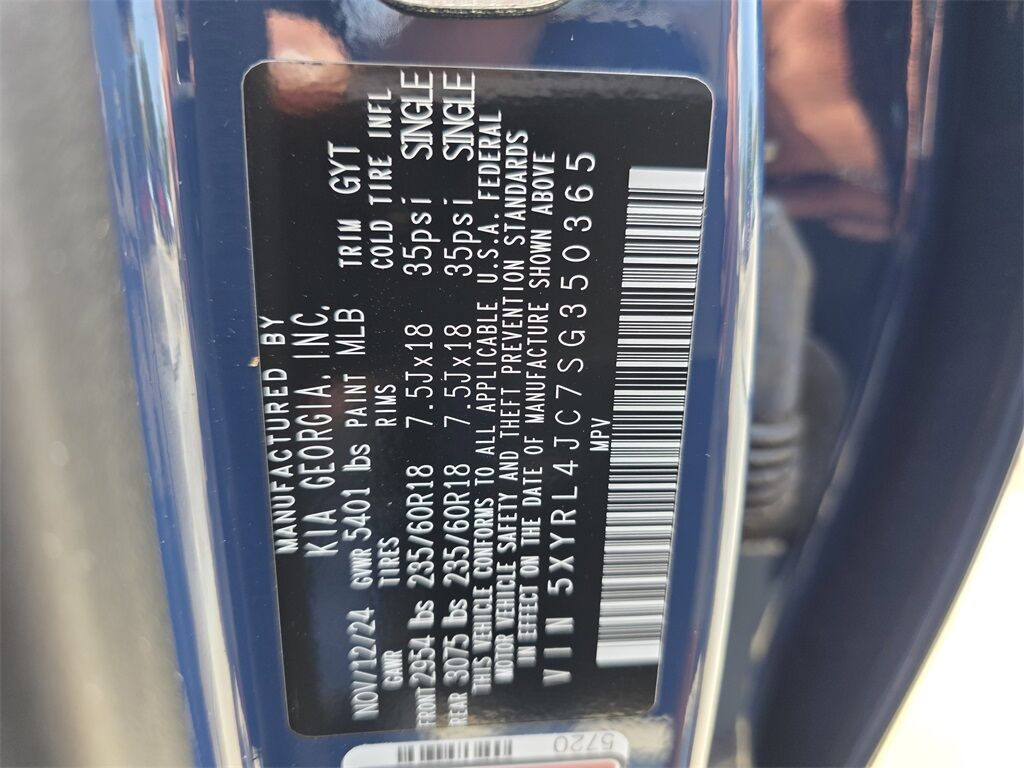 MANUFACTURED BY
KIA GEORGIA, INC.
NOV/12/24 GVWR 5401 lbs PAINT MLB TRIM GYT
GAWR TIRES RIMS COLD TIRE INFL
FRONT 2954 lbs 235/60R18 7.5Jx18 35psi SINGLE
REAR 3075 lbs 235/60R18 7.5Jx18 35psi SINGLE
THIS VEHICLE CONFORMS TO ALL APPLICABLE U.S.A. FEDERAL
MOTOR VEHICLE SAFETY AND THEFT PREVENTION STANDARDS
IN EFFECT ON THE DATE OF MANUFACTURE SHOWN ABOVE
VIN 5XYRL4JC7SG350365
MPV
5720